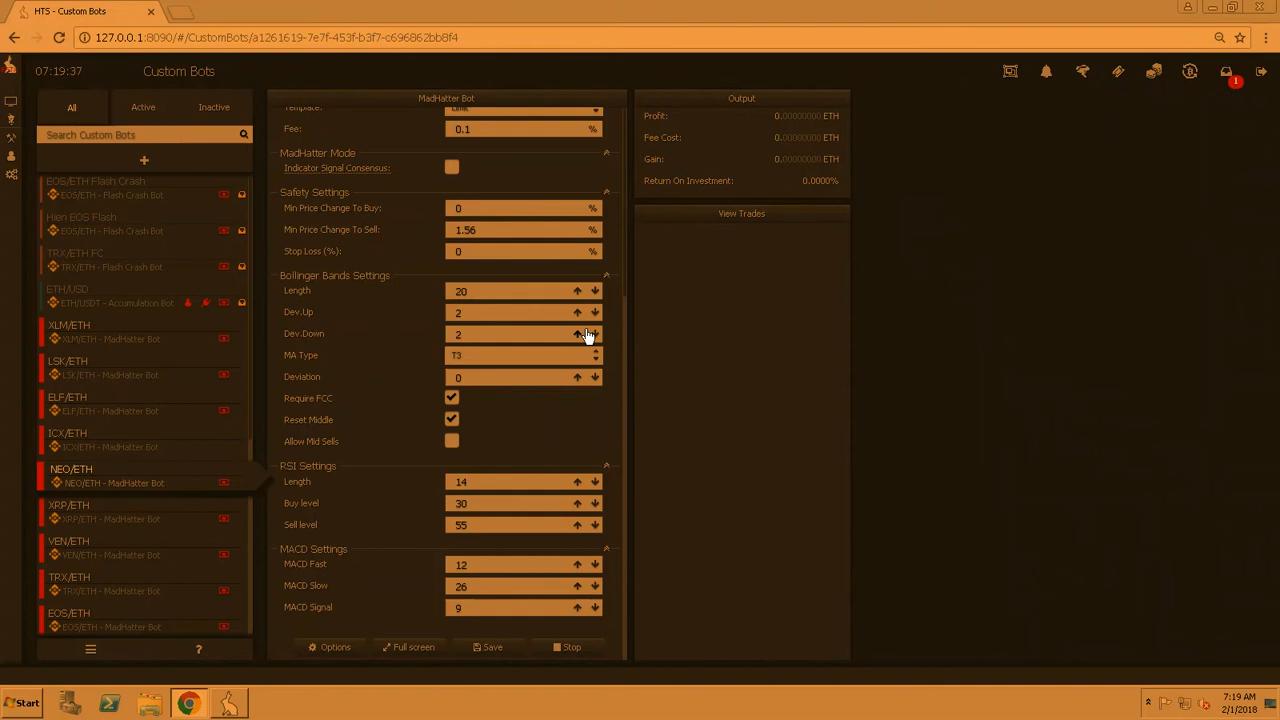 HTS - Custom Bots
127.0.0.1:8090/#/CustomBots/a1261619-7e7f-453f-b3f7-c696862bb8f4
07:19:37
Custom Bots
1
All
Active
Inactive
Search Custom Bots
EOS/ETH Flash Crash
EOS/ETH - Flash Crash Bot
Hien EOS Flash
EOS/ETH - Flash Crash Bot
TRX/ETH FC
TRX/ETH - Flash Crash Bot
ETH/USD
ETH/USDT - Accumulation Bot
XLM/ETH
XLM/ETH - MadHatter Bot
LSK/ETH
LSK/ETH - MadHatter Bot
ELF/ETH
ELF/ETH - MadHatter Bot
ICX/ETH
ICX/ETH - MadHatter Bot
NEO/ETH
NEO/ETH - MadHatter Bot
XRP/ETH
XRP/ETH - MadHatter Bot
VEN/ETH
VEN/ETH - MadHatter Bot
TRX/ETH
TRX/ETH - MadHatter Bot
EOS/ETH
EOS/ETH - MadHatter Bot
?
MadHatter Bot
Template:
Fee: 0.1 %
MadHatter Mode
Indicator Signal Consensus:
Safety Settings
Min Price Change To Buy: 0 %
Min Price Change To Sell: 1.56 %
Stop Loss (%): 0 %
Bollinger Bands Settings
Length 20
Dev.Up 2
Dev.Down 2
MA Type T3
Deviation 0
Require FCC
Reset Middle
Allow Mid Sells
RSI Settings
Length 14
Buy level 30
Sell level 55
MACD Settings
MACD Fast 12
MACD Slow 26
MACD Signal 9
Options Full screen Save Stop
Output
Profit: 0.00000000 ETH
Fee Cost: 0.00000000 ETH
Gain: 0.00000000 ETH
Return On Investment: 0.0000%
View Trades
Start
7:19 AM
2/1/2018